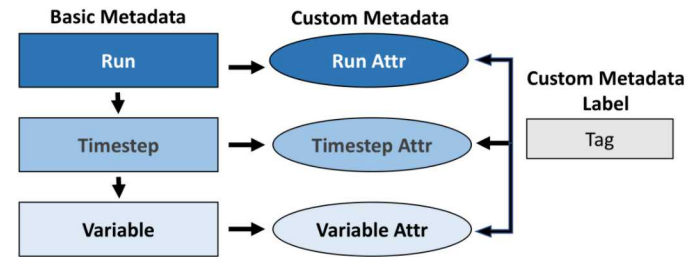 Basic Metadata
Custom Metadata
Run
Run Attr
Custom Metadata
Label
Timestep
Timestep Attr
Tag
Variable
Variable Attr